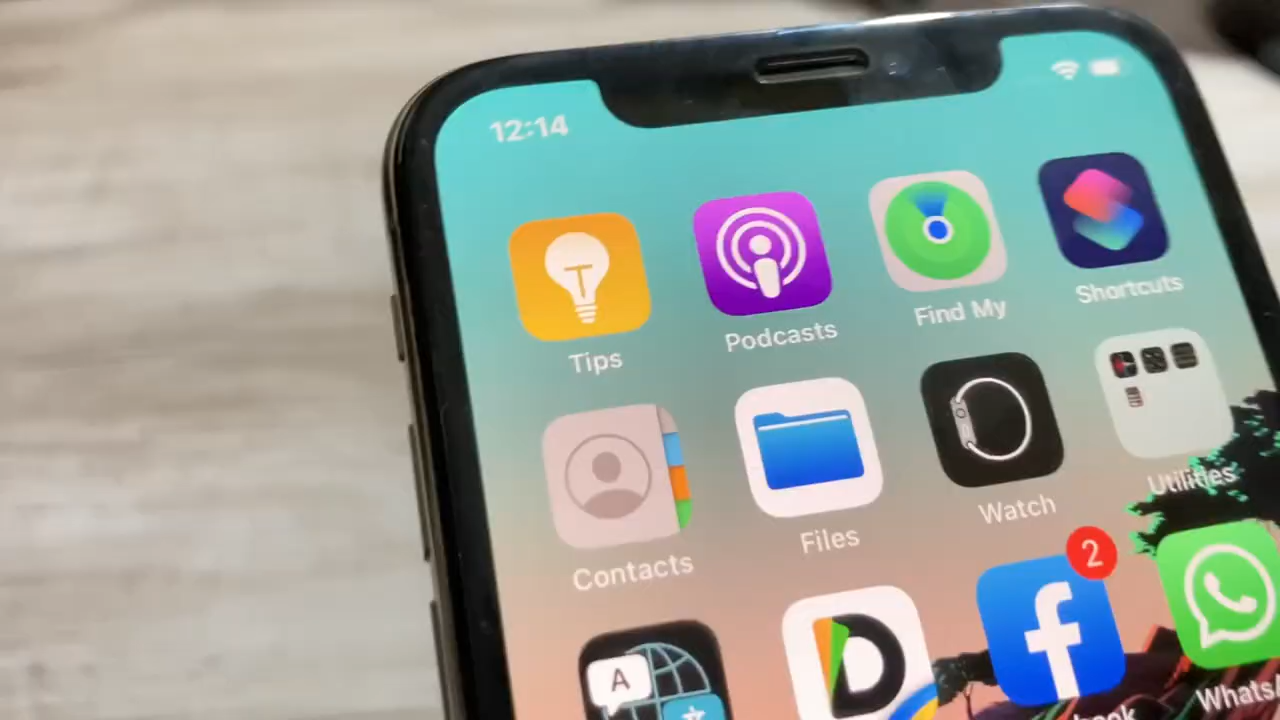 12:14
Tips
Podcasts
Find My
Shortcuts
Contacts
Files
Watch
Utilities
2
A